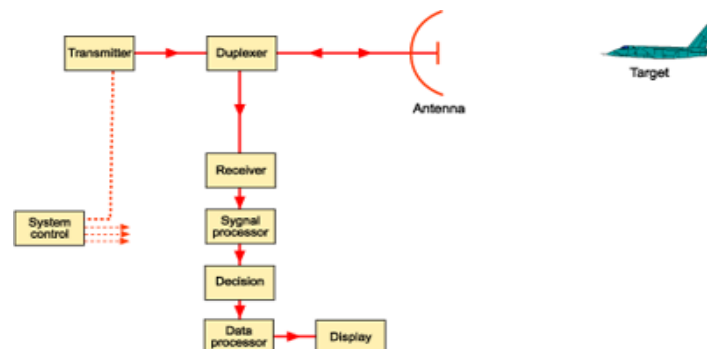 Transmitter
Duplexer
Target
Antenna
Receiver
System
control
Sygnal
processor
Decision
Data
processor
Display